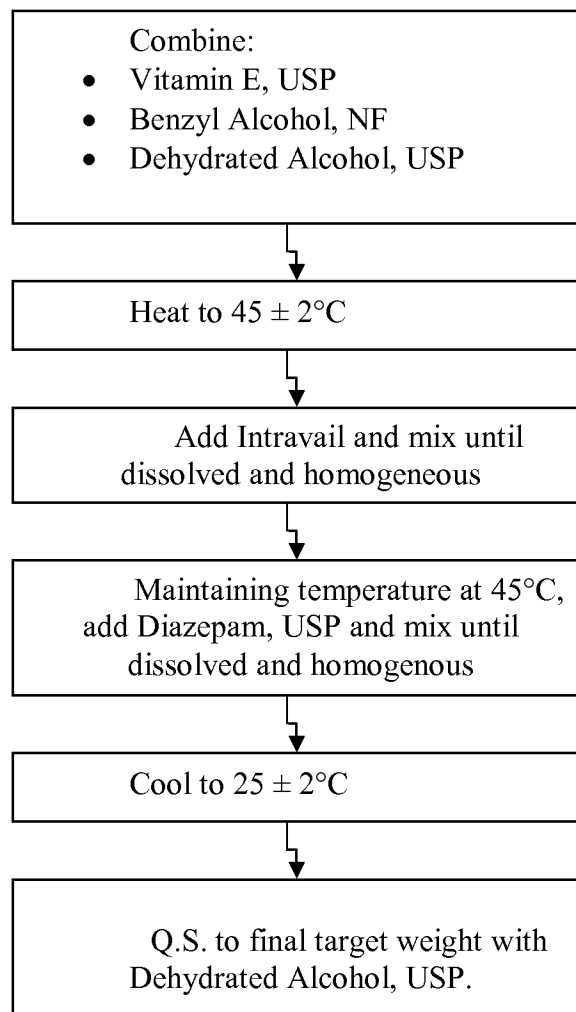 Combine:
• Vitamin E, USP
• Benzyl Alcohol, NF
• Dehydrated Alcohol, USP
Heat to 45 ± 2°C
Add Intravail and mix until
dissolved and homogeneous
Maintaining temperature at 45°C,
add Diazepam, USP and mix until
dissolved and homogenous
Cool to 25 ± 2°C
Q.S. to final target weight with
Dehydrated Alcohol, USP.